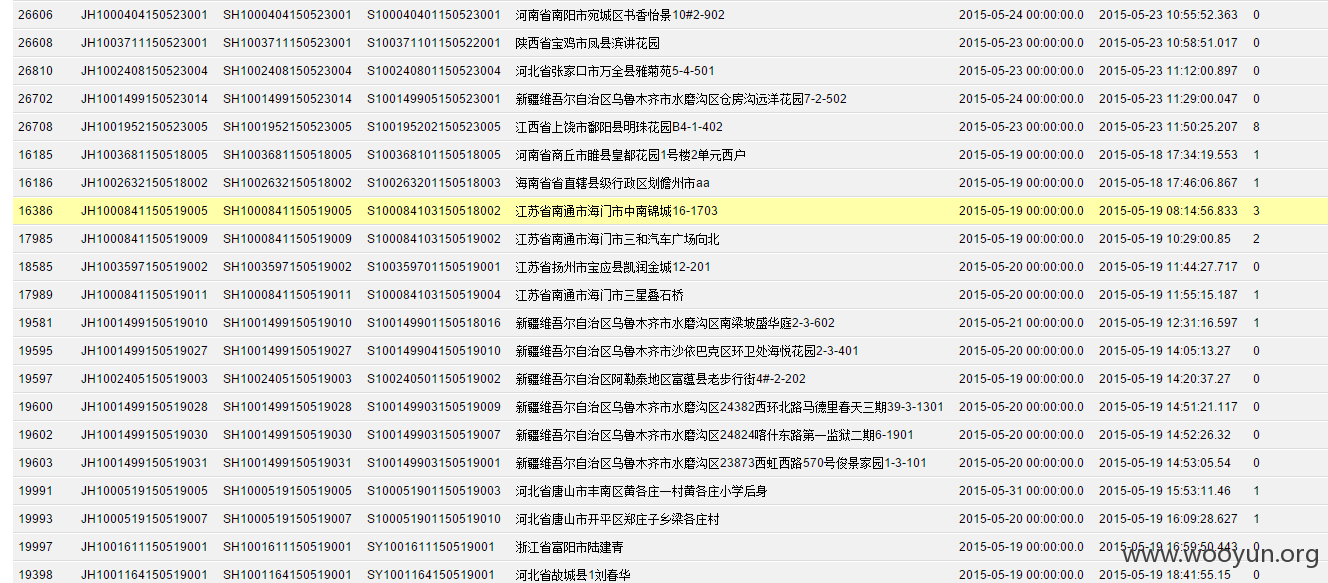 26606 JH1000404150523001 SH1000404150523001 S100040401150523001 河南省南阳市宛城区书香怡景10#2-902 2015-05-24 00:00:00.0 2015-05-23 10:55:52.363 0
26608 JH1003711150523001 SH1003711150523001 S100371101150522001 陕西省宝鸡市凤县滨讲花园 2015-05-23 00:00:00.0 2015-05-23 10:58:51.017 0
26810 JH1002408150523004 SH1002408150523004 S100240801150523004 河北省张家口市万全县雅菊苑5-4-501 2015-05-23 00:00:00.0 2015-05-23 11:12:00.897 0
26702 JH1001499150523014 SH1001499150523014 S100149905150523001 新疆维吾尔自治区乌鲁木齐市水磨沟区仓房沟远洋花园7-2-502 2015-05-24 00:00:00.0 2015-05-23 11:29:00.047 0
26708 JH1001952150523005 SH1001952150523005 S100195202150523005 江西省上饶市鄱阳县明珠花园B4-1-402 2015-05-23 00:00:00.0 2015-05-23 11:50:25.207 8
16185 JH1003681150518005 SH1003681150518005 S100368101150518005 河南省商丘市睢县皇都花园1号楼2单元西户 2015-05-19 00:00:00.0 2015-05-18 17:34:19.553 1
16186 JH1002632150518002 SH1002632150518002 S100263201150518003 海南省省直辖县级行政区划儋州市aa 2015-05-19 00:00:00.0 2015-05-18 17:46:06.867 1
16386 JH1000841150519005 SH1000841150519005 S100084103150518002 江苏省南通市海门市中南锦城16-1703 2015-05-19 00:00:00.0 2015-05-19 08:14:56.833 3
17985 JH1000841150519009 SH1000841150519009 S100084103150519002 江苏省南通市海门市三和汽车广场向北 2015-05-19 00:00:00.0 2015-05-19 10:29:00.85 2
18585 JH1003597150519002 SH1003597150519002 S100359701150519001 江苏省扬州市宝应县凯润金城12-201 2015-05-20 00:00:00.0 2015-05-19 11:44:27.717 0
17989 JH1000841150519011 SH1000841150519011 S100084103150519004 江苏省南通市海门市三星叠石桥 2015-05-20 00:00:00.0 2015-05-19 11:55:15.187 1
19581 JH1001499150519010 SH1001499150519010 S100149901150518016 新疆维吾尔自治区乌鲁木齐市水磨沟区南梁坡盛华庭2-3-602 2015-05-21 00:00:00.0 2015-05-19 12:31:16.597 1
19595 JH1001499150519027 SH1001499150519027 S100149904150519010 新疆维吾尔自治区乌鲁木齐市沙依巴克区环卫处海悦花园2-3-401 2015-05-20 00:00:00.0 2015-05-19 14:05:13.27 0
19597 JH1002405150519003 SH1002405150519003 S100240501150519002 新疆维吾尔自治区阿勒泰地区富蕴县老步行街4#-2-202 2015-05-19 00:00:00.0 2015-05-19 14:20:37.27 0
19600 JH1001499150519028 SH1001499150519028 S100149903150519009 新疆维吾尔自治区乌鲁木齐市水磨沟区24382西环北路马德里春天三期39-3-1301 2015-05-20 00:00:00.0 2015-05-19 14:51:21.117 0
19602 JH1001499150519030 SH1001499150519030 S100149903150519007 新疆维吾尔自治区乌鲁木齐市水磨沟区24824喀什东路第一监狱二期6-1901 2015-05-20 00:00:00.0 2015-05-19 14:52:26.32 0
19603 JH1001499150519031 SH1001499150519031 S100149903150519001 新疆维吾尔自治区乌鲁木齐市水磨沟区23873西虹西路570号俊景家园1-3-101 2015-05-20 00:00:00.0 2015-05-19 14:53:05.54 0
19991 JH1000519150519005 SH1000519150519005 S100051901150519003 河北省唐山市丰南区黄各庄一村黄各庄小学后身 2015-05-31 00:00:00.0 2015-05-19 15:53:11.46 1
19993 JH1000519150519007 SH1000519150519007 S100051901150519010 河北省唐山市开平区郑庄子乡梁各庄村 2015-05-20 00:00:00.0 2015-05-19 16:09:28.627 1
19997 JH1001611150519001 SH1001611150519001 SY1001611150519001 浙江省富阳市陆建青 2015-05-20 00:00:00.0 2015-05-19 16:59:50.443 0
www.wooyun.org
19398 JH1001164150519001 SH1001164150519001 SY1001164150519001 河北省故城县1刘春华 2015-05-20 00:00:00.0 2015-05-19 18:41:55.15 0